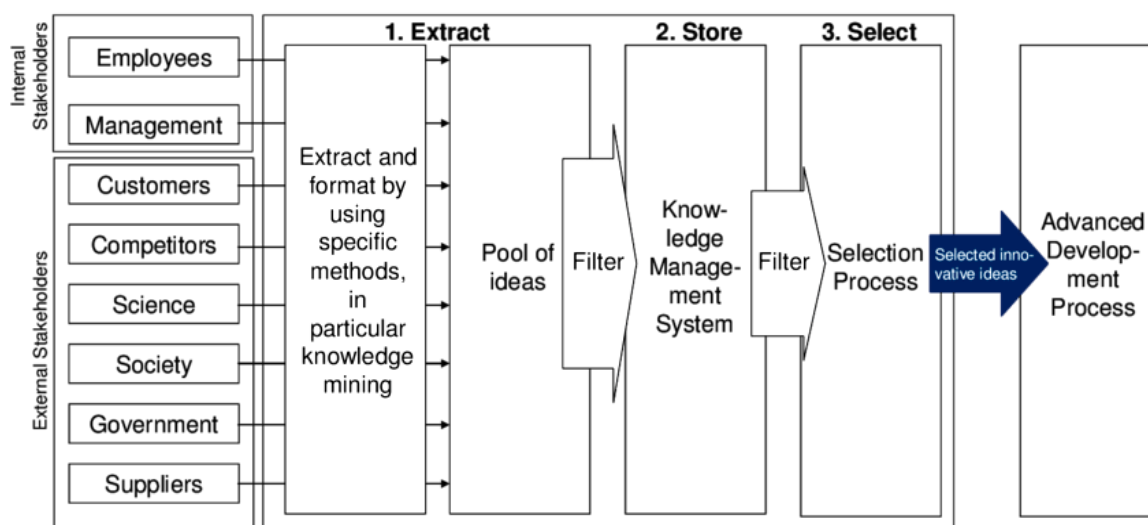 Internal
Stakeholders
Employees
Management
External Stakeholders
Customers
Competitors
Science
Society
Government
Suppliers
1. Extract
Extract and
format by
using
specific
methods,
in
particular
knowledge
mining
Pool of
ideas
Filter
2. Store
Know-
ledge
Manage-
ment
System
Filter
3. Select
Selection
Process
Selected inno-
vative ideas
Advanced
Develop-
ment
Process